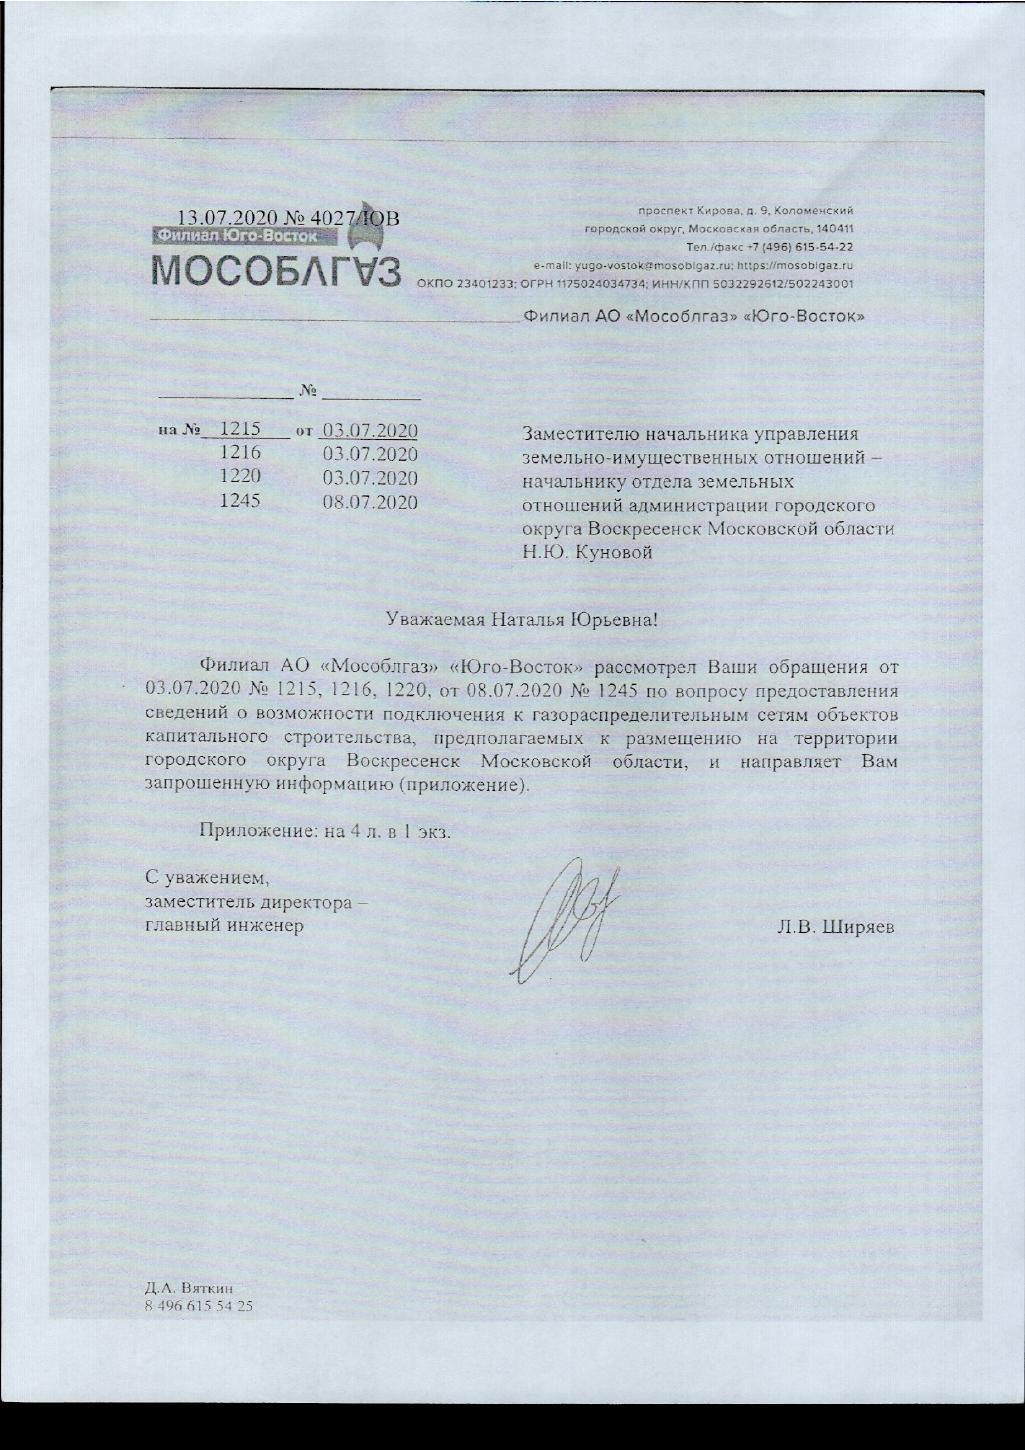 13.07.2020 № 4027/ЮВ
Филиал Юго-Восток
МОСОБЛГАЗ
проспект Кирова, д. 9, Коломенский
городской округ, Московская область, 140411
Тел./факс +7 (496) 615-54-22
e-mail: yugo-vostok@mosoblgaz.ru; https://mosoblgaz.ru
ОКПО 23401233; ОГРН 1175024034734; ИНН/КПП 5032292612/502243001
Филиал АО «Мособлгаз» «Юго-Восток»
№
на № 1215 от 03.07.2020
1216 03.07.2020
1220 03.07.2020
1245 08.07.2020
Заместителю начальника управления
земельно-имущественных отношений –
начальнику отдела земельных
отношений администрации городского
округа Воскресенск Московской области
Н.Ю. Куновой
Уважаемая Наталья Юрьевна!
Филиал АО «Мособлгаз» «Юго-Восток» рассмотрел Ваши обращения от
03.07.2020 № 1215, 1216, 1220, от 08.07.2020 № 1245 по вопросу предоставления
сведений о возможности подключения к газораспределительным сетям объектов
капитального строительства, предполагаемых к размещению на территории
городского округа Воскресенск Московской области, и направляет Вам
запрошенную информацию (приложение).
Приложение: на 4 л. в 1 экз.
С уважением,
заместитель директора –
главный инженер
Л.В. Ширяев
Д.А. Вяткин
8 496 615 54 25